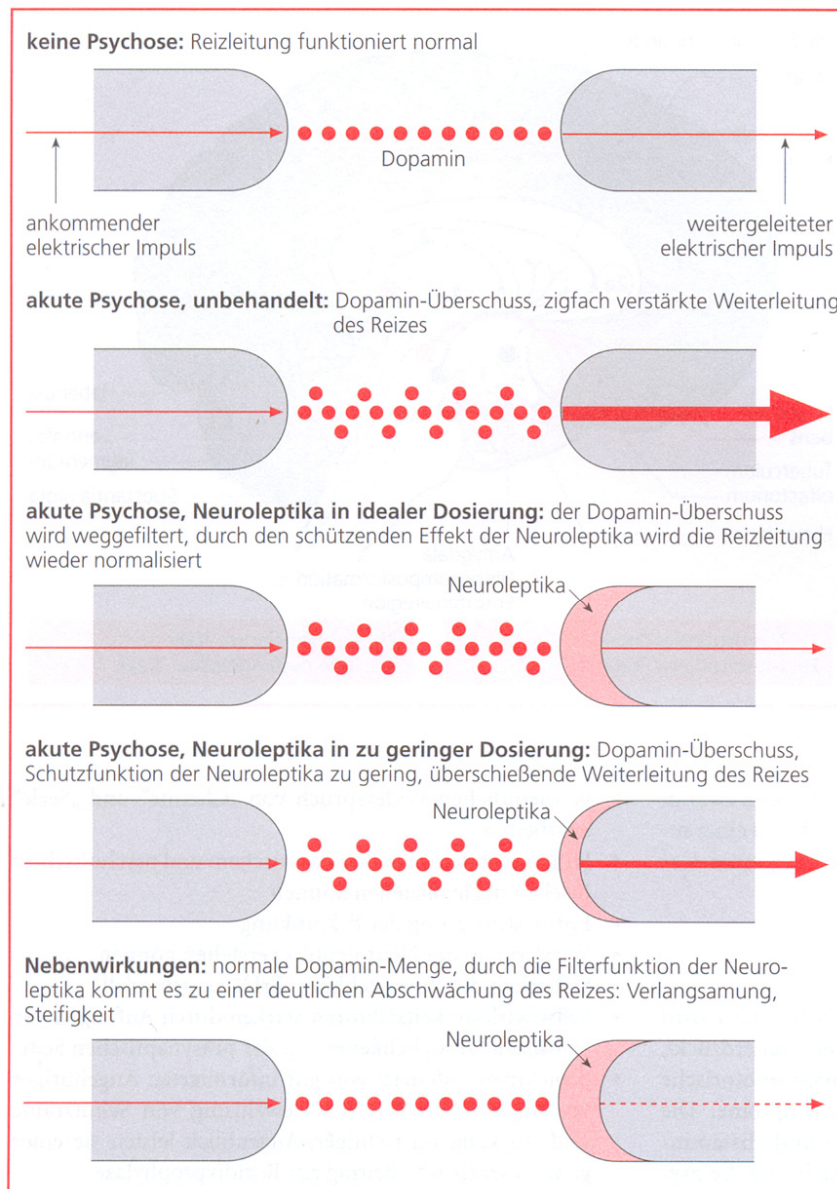 keine Psychose: Reizleitung funktioniert normal
Dopamin
ankommender
elektrischer Impuls
weitergeleiteter
elektrischer Impuls
akute Psychose, unbehandelt: Dopamin-Überschuss, zigfach verstärkte Weiterleitung
des Reizes
akute Psychose, Neuroleptika in idealer Dosierung: der Dopamin-Überschuss
wird weggefiltert, durch den schützenden Effekt der Neuroleptika wird die Reizleitung
wieder normalisiert
Neuroleptika
akute Psychose, Neuroleptika in zu geringer Dosierung: Dopamin-Überschuss,
Schutzfunktion der Neuroleptika zu gering, überschießende Weiterleitung des Reizes
Neuroleptika
Nebenwirkungen: normale Dopamin-Menge, durch die Filterfunktion der Neuro-
leptika kommt es zu einer deutlichen Abschwächung des Reizes: Verlangsamung,
Steifigkeit
Neuroleptika